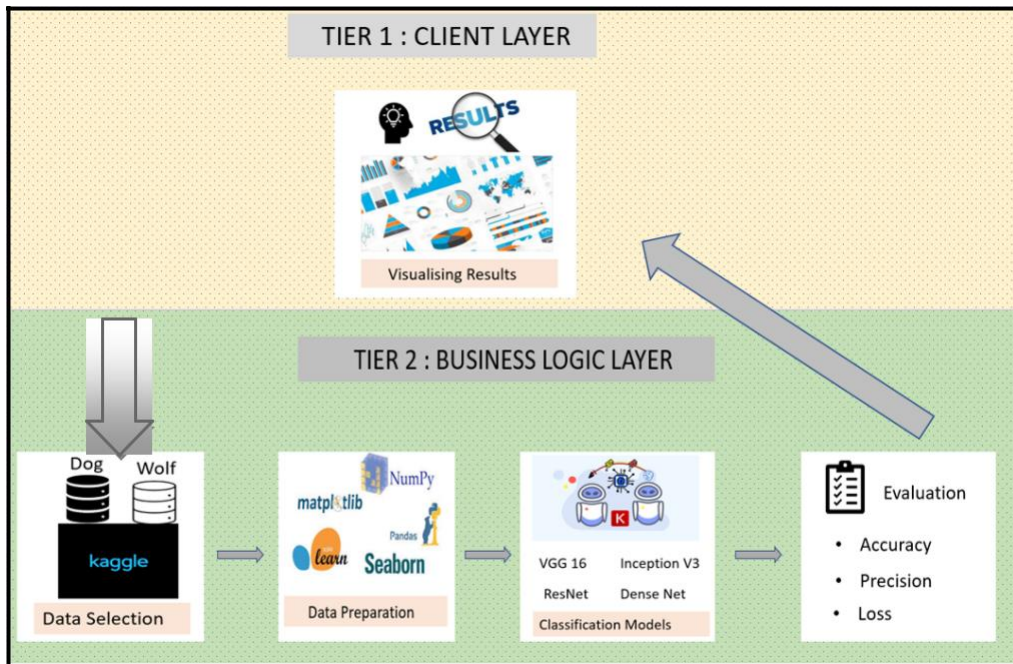 TIER 1 : CLIENT LAYER
RESULTS
Visualising Results
TIER 2 : BUSINESS LOGIC LAYER
Dog Wolf
kaggle
Data Selection
NumPy
matplotlib
Pandas
learn
Seaborn
Data Preparation
K
VGG 16 Inception V3
ResNet Dense Net
Classification Models
Evaluation
• Accuracy
• Precision
• Loss